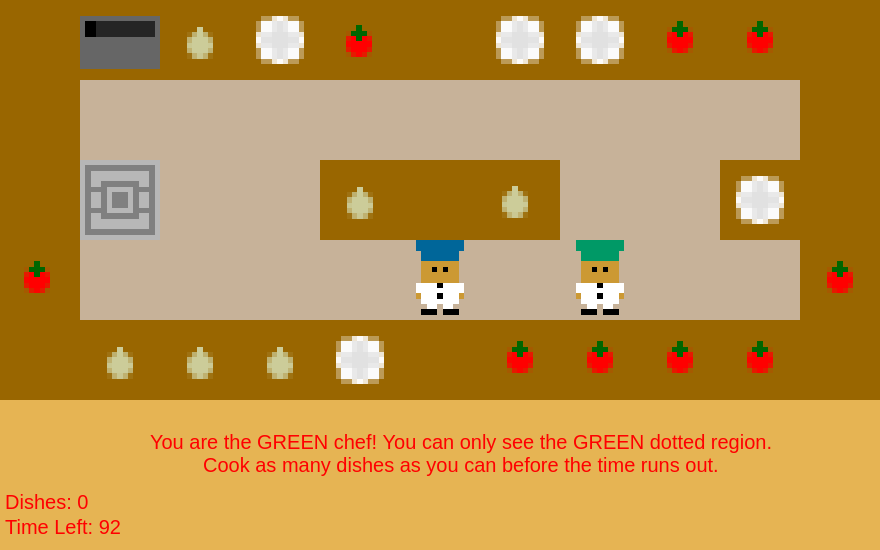 You are the GREEN chef! You can only see the GREEN dotted region.
Cook as many dishes as you can before the time runs out.
Dishes: 0
Time Left: 92